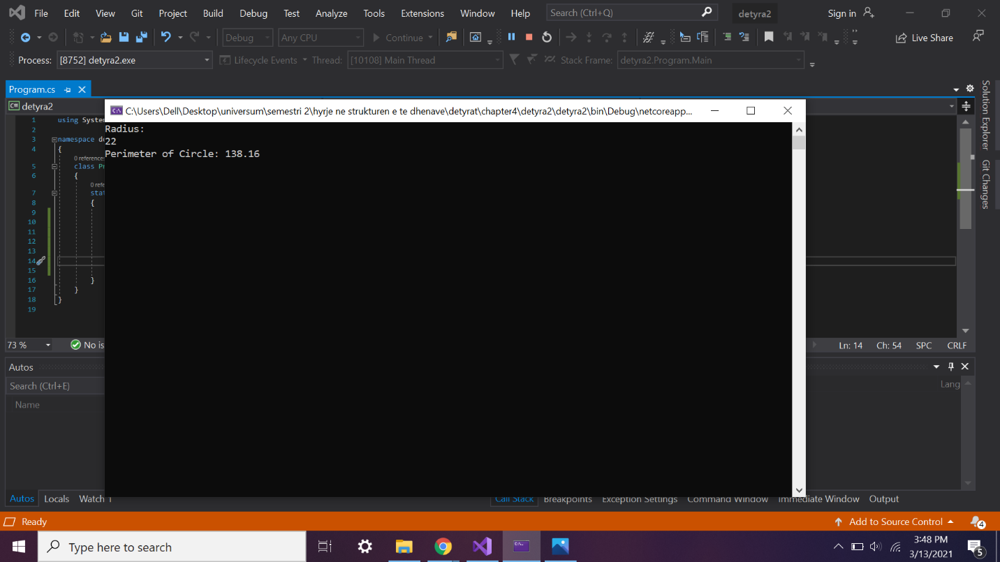 File Edit View Git Project Build Debug Test Analyze Tools Extensions Window Help Search (Ctrl+Q) detyra2 Sign in
Debug Any CPU Continue Live Share
Process: [8752] detyra2.exe Lifecycle Events Thread: [10108] Main Thread Stack Frame: detyra2.Program.Main
Program.cs
detyra2
C:\Users\Dell\Desktop\universum\semestri 2\hyrje ne strukturen e te dhenave\detyrat\chapter4\detyra2\detyra2\bin\Debug\netcoreapp...
Radius:
22
Perimeter of Circle: 138.16
1 using System
2
3 namespace de
4 {
0 references
5 class Pr
6 {
0 refe
7 stat
8 {
9
10
11
12
13
14
15
16 }
17 }
18 }
19
Solution Explorer
Git Changes
73 % No is Ln: 14 Ch: 54 SPC CRLF
Autos
Search (Ctrl+E) Lang
Name
Autos Locals Watch 1 Call Stack Breakpoints Exception Settings Command Window Immediate Window Output
Ready Add to Source Control 4
Type here to search 3:48 PM
3/13/2021 5